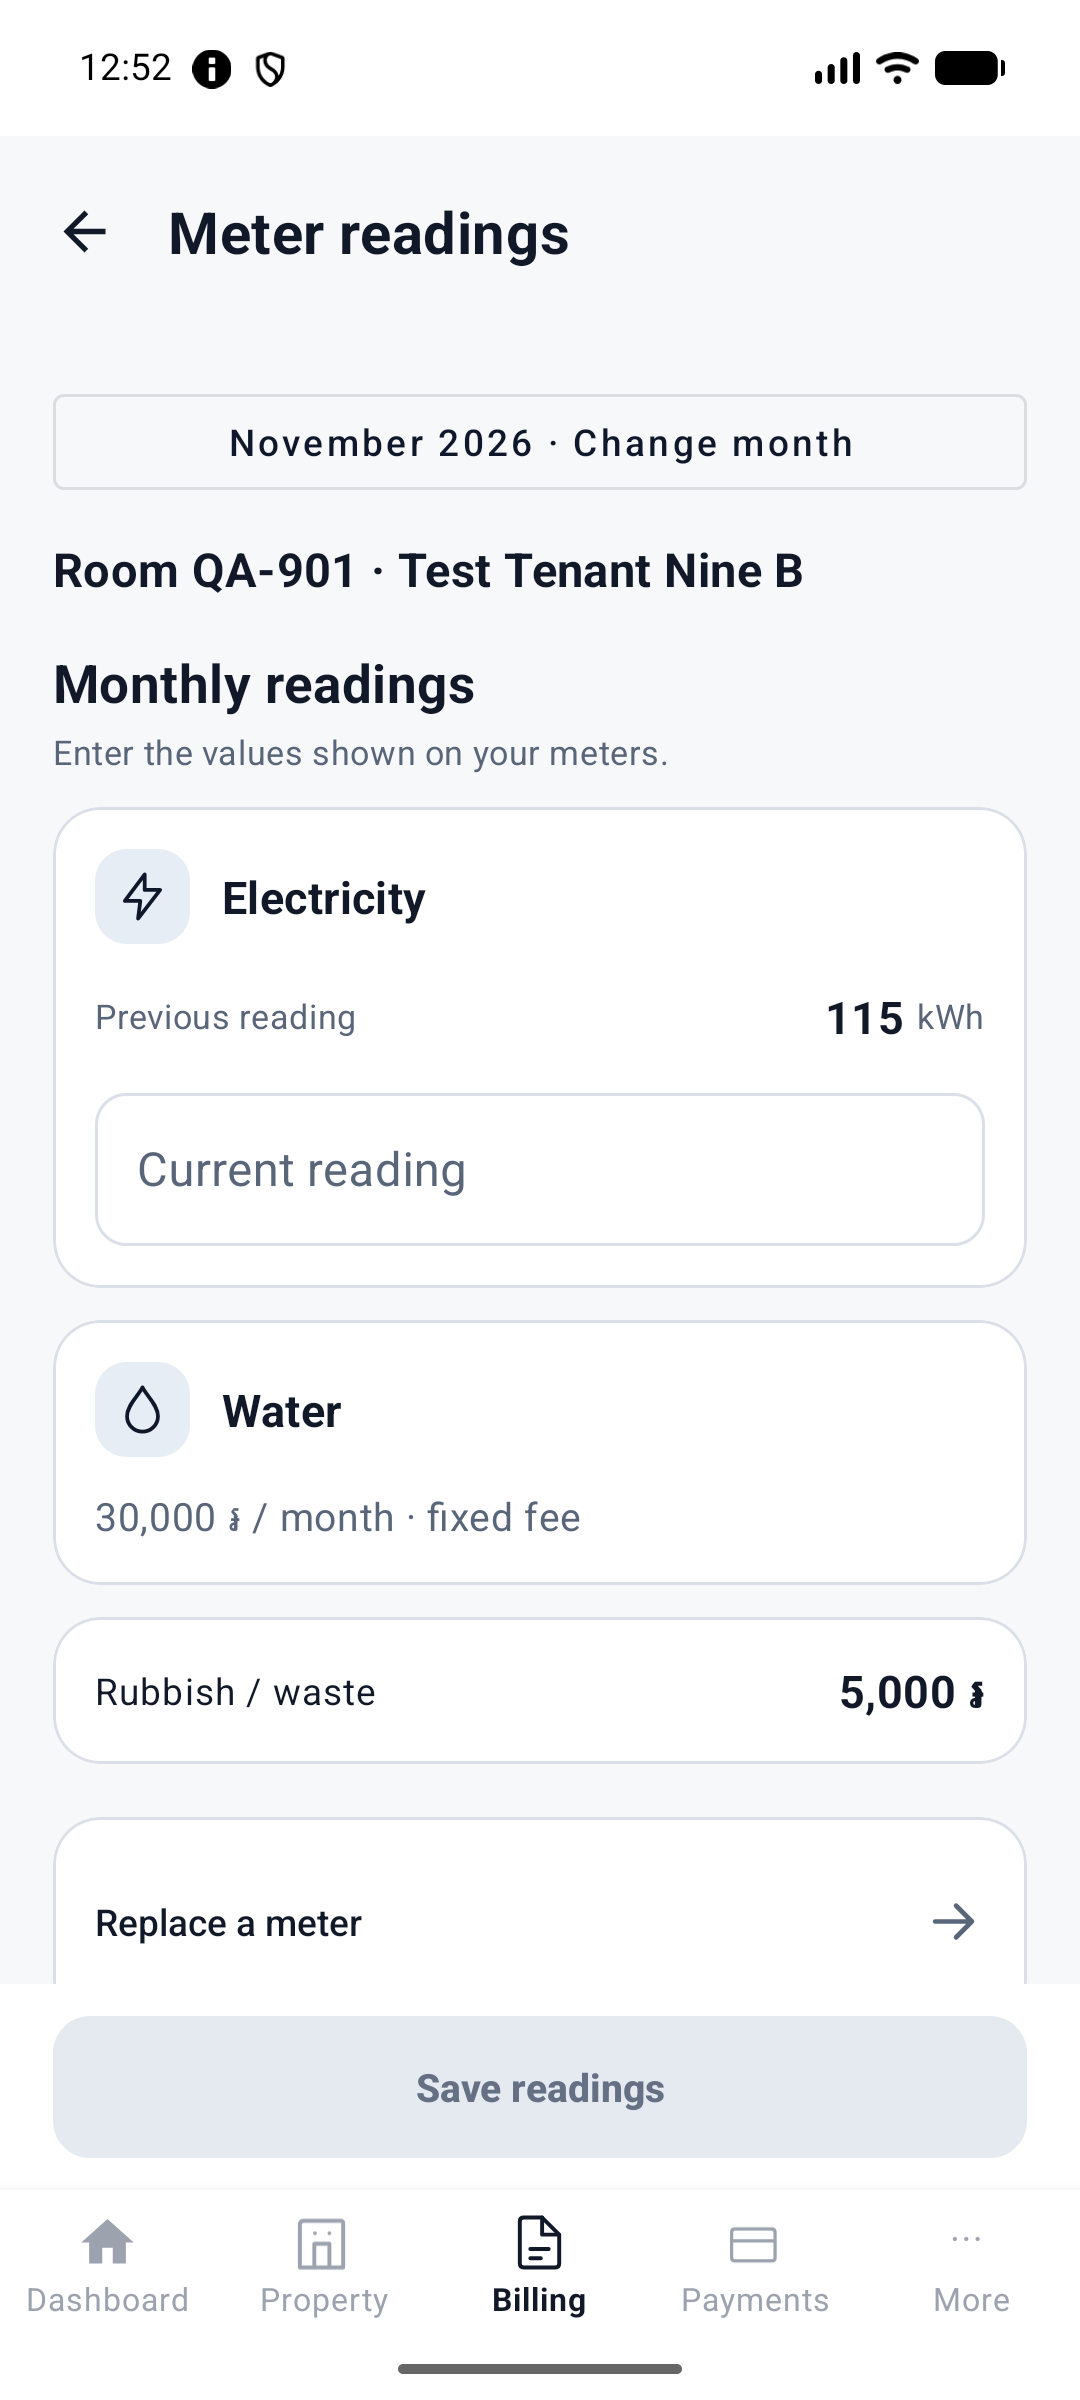 12:52
Meter readings
November 2026 · Change month
Room QA-901 · Test Tenant Nine B
Monthly readings
Enter the values shown on your meters.
Electricity
Previous reading 115 kWh
Current reading
Water
30,000 ៛ / month · fixed fee
Rubbish / waste 5,000 ៛
Replace a meter
Save readings
Dashboard Property Billing Payments More